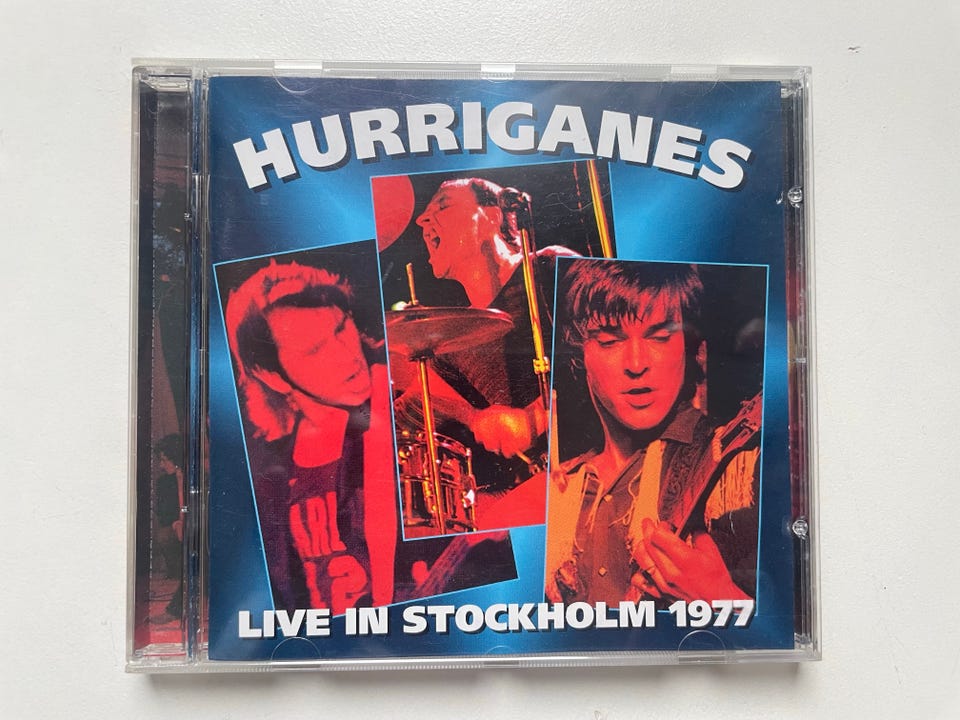 HURRIGANES
LIVE IN STOCKHOLM 1977